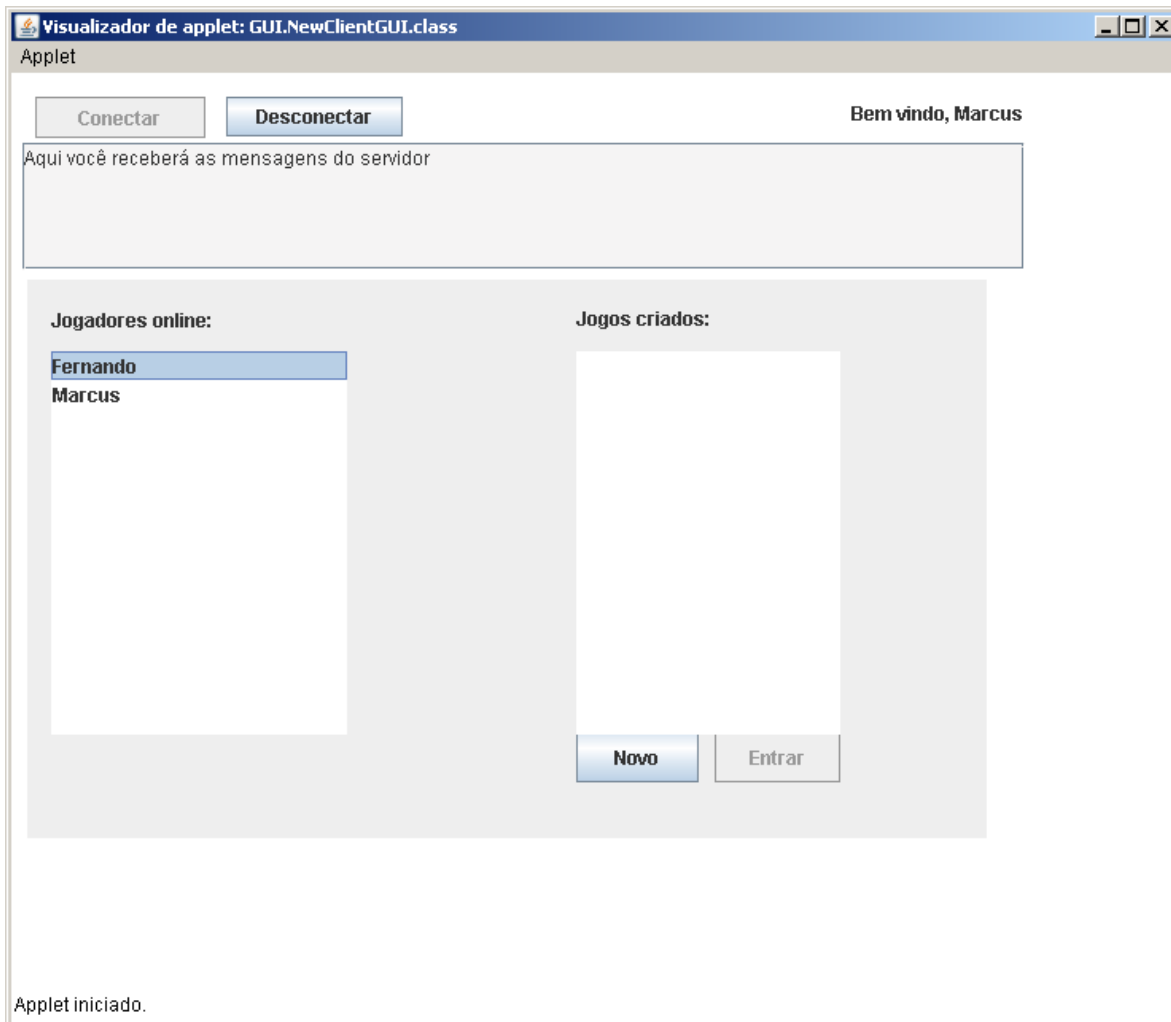 Visualizador de applet: GUI.NewClientGUI.class
Applet
Conectar
Desconectar
Bem vindo, Marcus
Aqui você receberá as mensagens do servidor
Jogadores online:
Jogos criados:
Fernando
Marcus
Novo
Entrar
Applet iniciado.